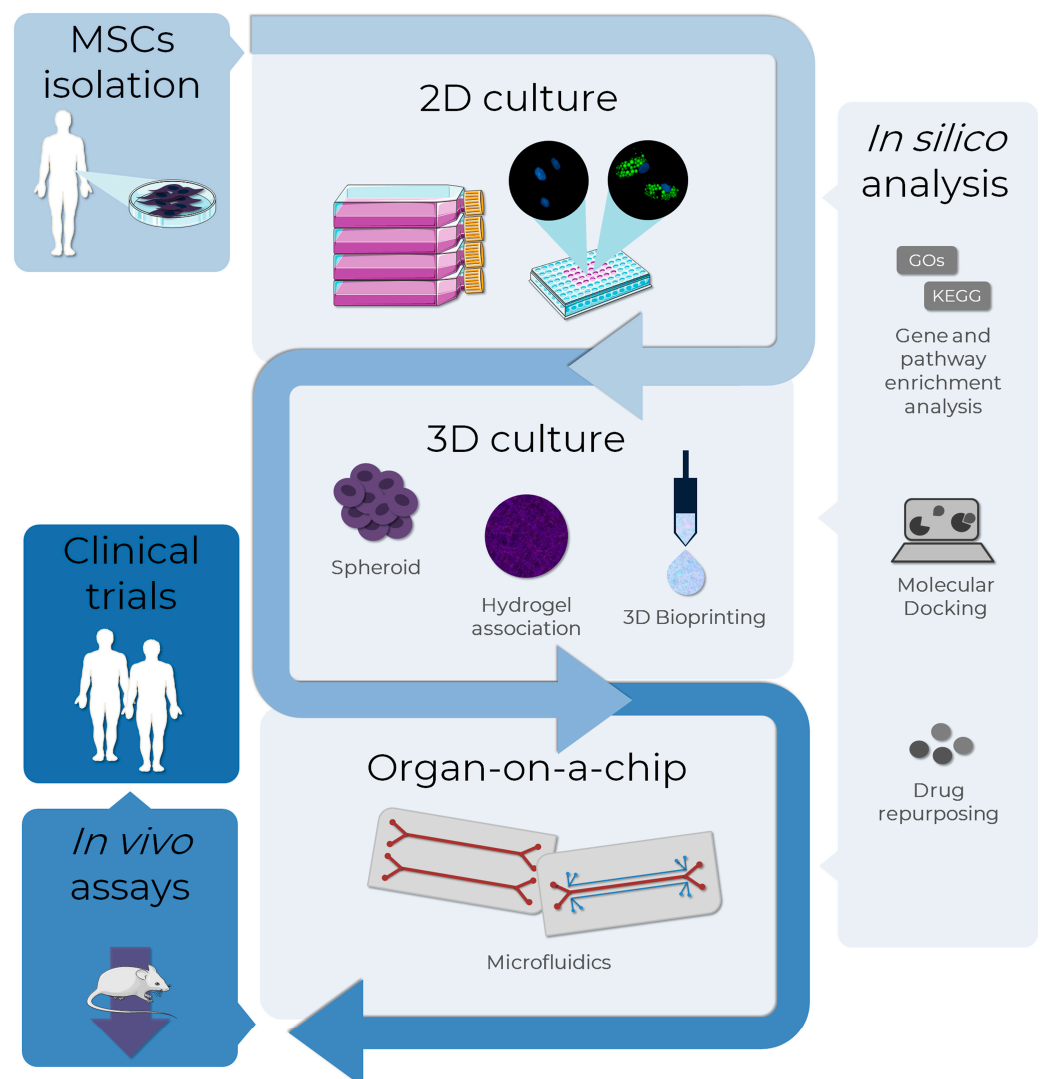 MSCs
isolation
2D culture
In silico
analysis
GOs
KEGG
Gene and
pathway
enrichment
analysis
3D culture
Spheroid
Hydrogel
association
3D Bioprinting
Molecular
Docking
Clinical
trials
Organ-on-a-chip
Microfluidics
Drug
repurposing
In vivo
assays